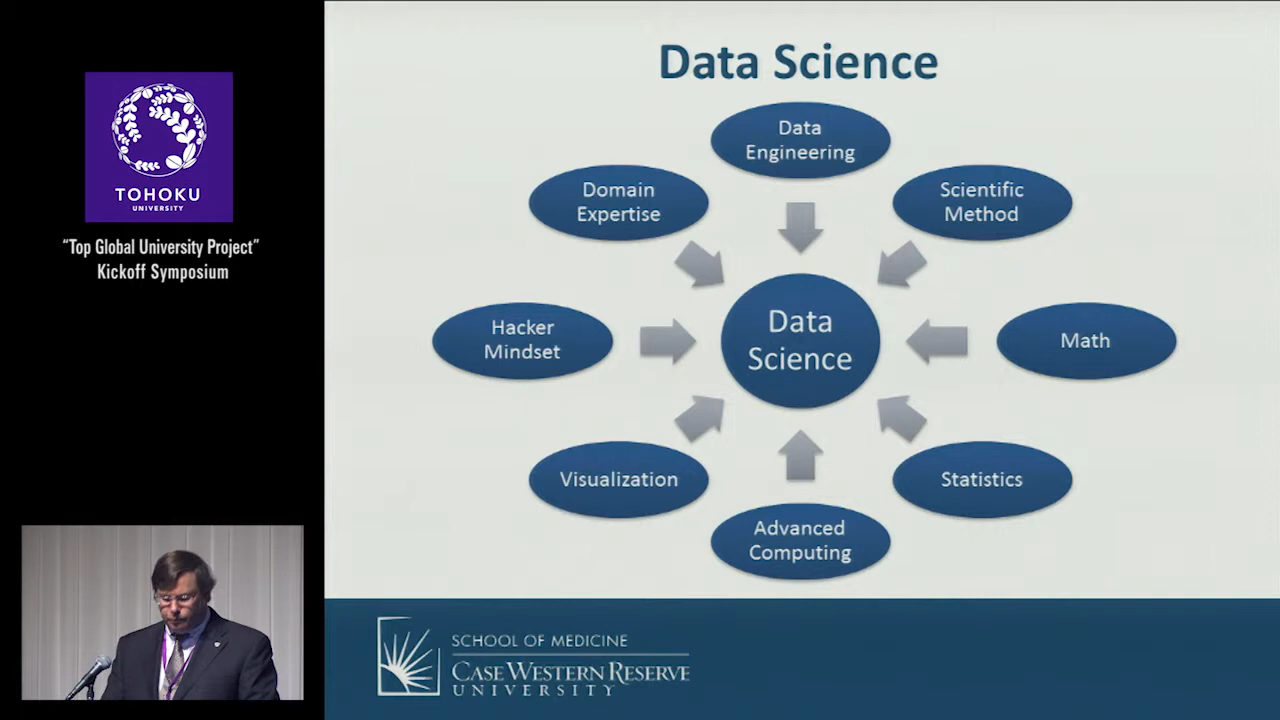 TOHOKU
UNIVERSITY
“Top Global University Project”
Kickoff Symposium
Data Science
Data
Engineering
Domain
Expertise
Scientific
Method
Hacker
Mindset
Data
Science
Math
Visualization
Statistics
Advanced
Computing
SCHOOL OF MEDICINE
CASE WESTERN RESERVE
UNIVERSITY